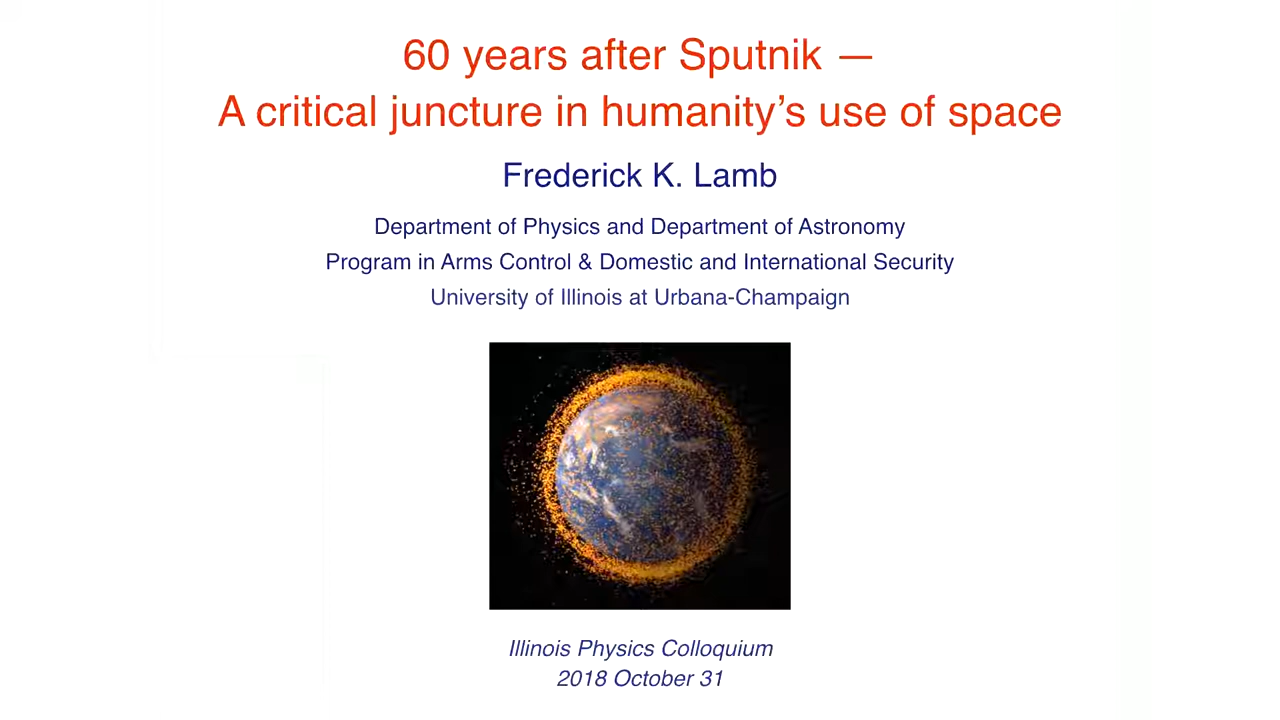 60 years after Sputnik —
A critical juncture in humanity’s use of space
Frederick K. Lamb
Department of Physics and Department of Astronomy
Program in Arms Control & Domestic and International Security
University of Illinois at Urbana-Champaign
Illinois Physics Colloquium
2018 October 31